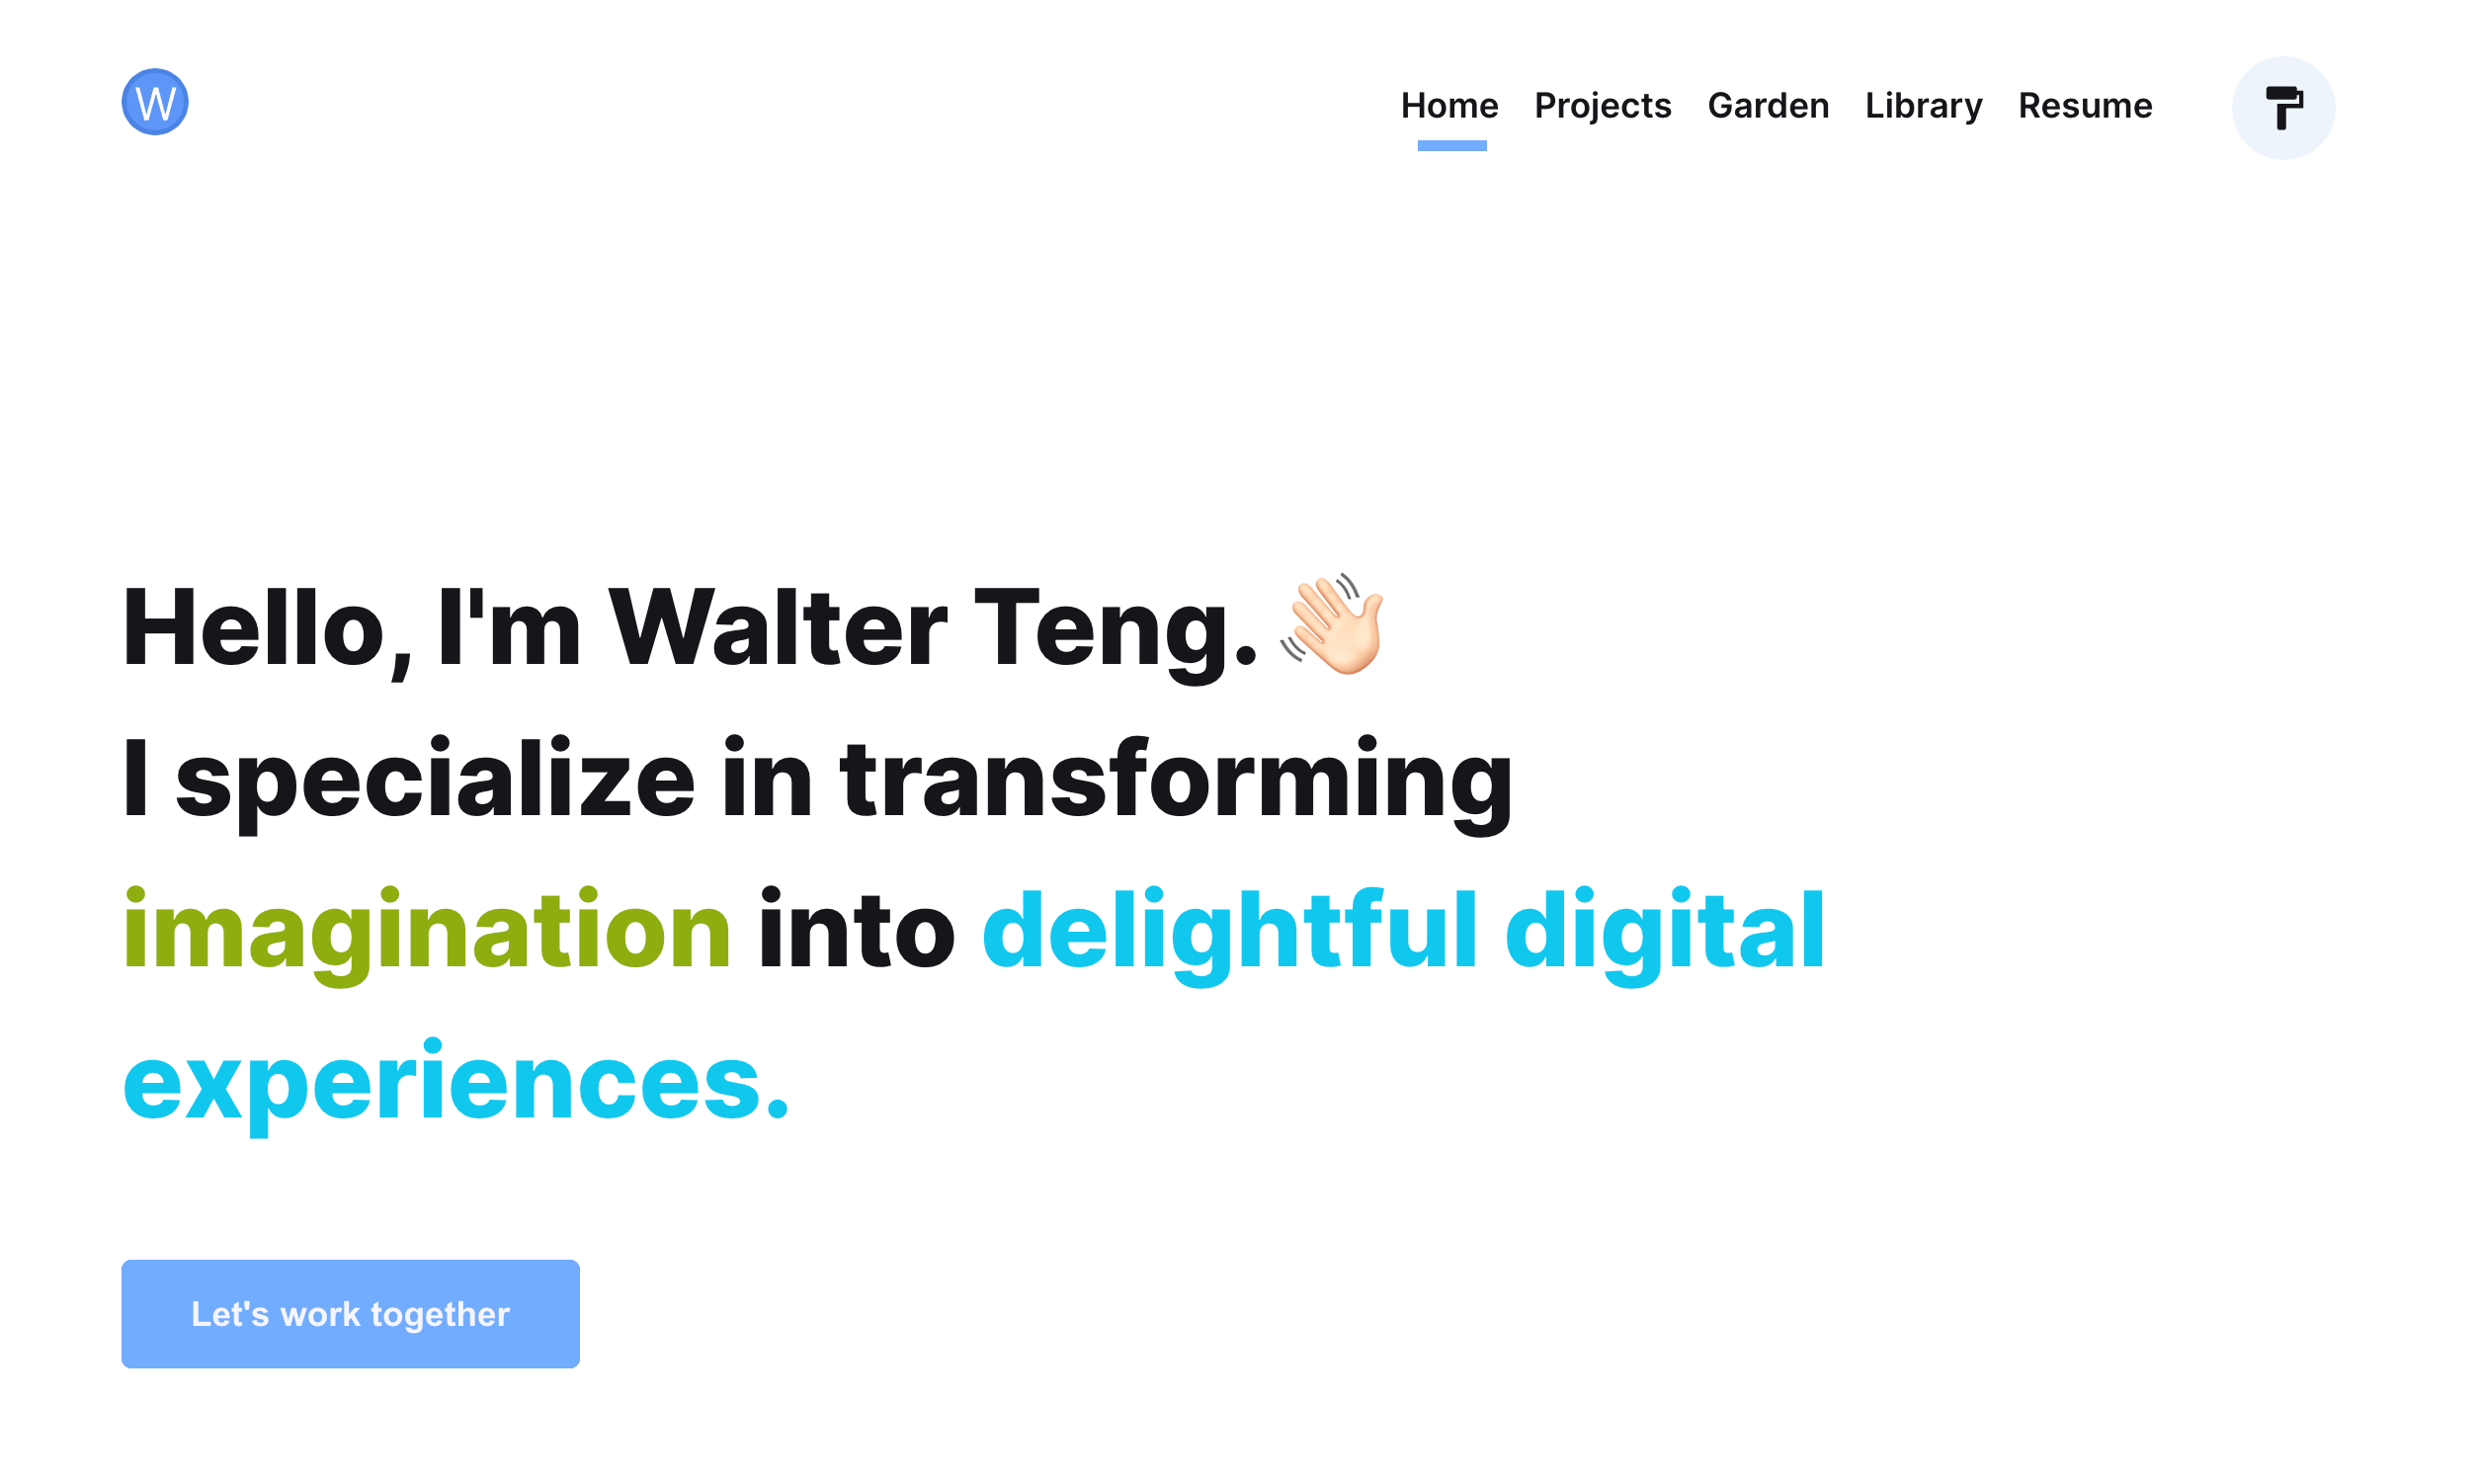 W
Home Projects Garden Library Resume
Hello, I'm Walter Teng. 👋🏻
I specialize in transforming
imagination into delightful digital
experiences.
Let's work together